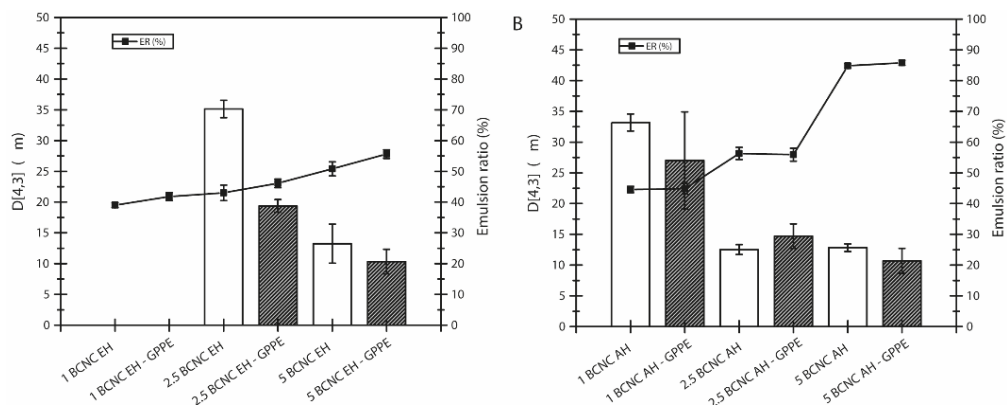 50
45
40
35
30
25
20
15
10
5
0
D[4,3] ( m)
ER (%)
100
90
80
70
60
50
40
30
20
10
0
Emulsion ratio (%)
1 BCNC EH
1 BCNC EH - GPPE
2.5 BCNC EH
2.5 BCNC EH - GPPE
5 BCNC EH
5 BCNC EH - GPPE
B
50
45
40
35
30
25
20
15
10
5
0
D[4,3] ( m)
ER (%)
100
90
80
70
60
50
40
30
20
10
0
Emulsion ratio (%)
1 BCNC AH
1 BCNC AH - GPPE
2.5 BCNC AH
2.5 BCNC AH - GPPE
5 BCNC AH
5 BCNC AH - GPPE